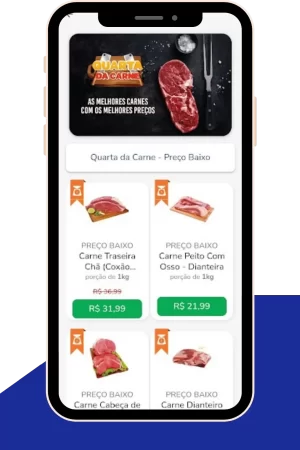 QUARTA
DA CARNE
AS MELHORES CARNES
COM OS MELHORES PREÇOS
Quarta da Carne - Preço Baixo
PREÇO BAIXO
Carne Traseira
Chã (Coxão...
porção de 1kg
R$ 36,99
R$ 31,99
PREÇO BAIXO
Carne Peito Com
Osso - Dianteira
porção de 1kg
R$ 21,99
PREÇO BAIXO
Carne Cabeça de
PREÇO BAIXO
Carne Dianteiro